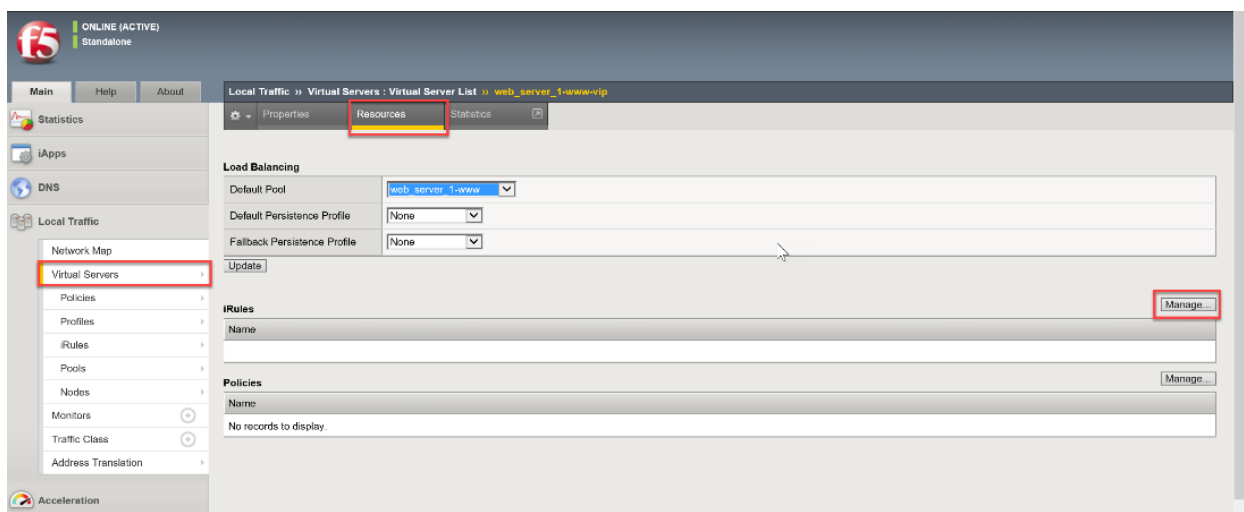 f5
ONLINE (ACTIVE)
Standalone
Main
Help
About
Statistics
iApps
DNS
Local Traffic
Network Map
Virtual Servers
Policies
Profiles
iRules
Pools
Nodes
Monitors
Traffic Class
Address Translation
Acceleration
Local Traffic ›› Virtual Servers : Virtual Server List ›› web_server_1-www-vip
Properties
Resources
Statistics
Load Balancing
Default Pool web_server_1-www
Default Persistence Profile None
Fallback Persistence Profile None
Update
iRules Manage...
Name
Policies Manage...
Name
No records to display.